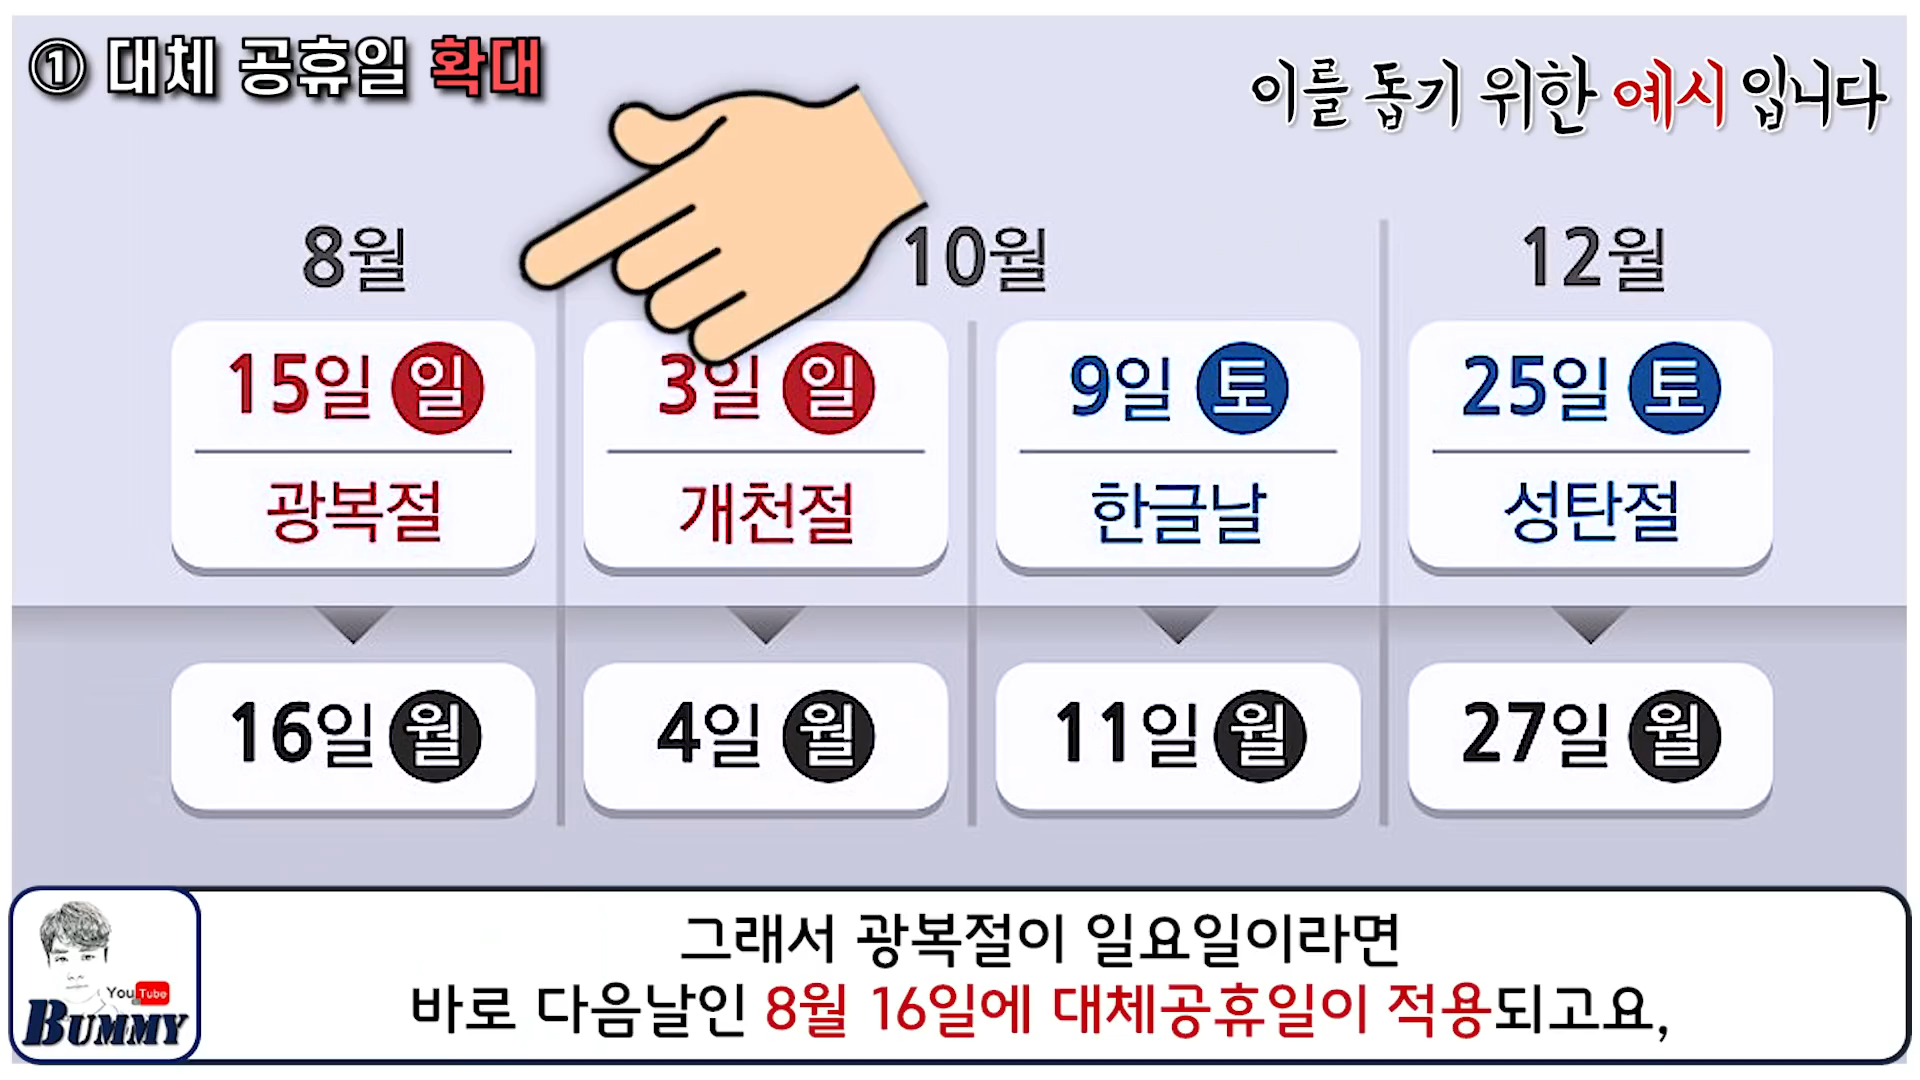 ① 대체 공휴일 확대
이를 돕기 위한 예시 입니다
8월
10월
12월
15일 일
광복절
3일 일
개천절
9일 토
한글날
25일 토
성탄절
16일 월
4일 월
11일 월
27일 월
그래서 광복절이 일요일이라면
바로 다음날인 8월 16일에 대체공휴일이 적용되고요,
YouTube
BUMMY